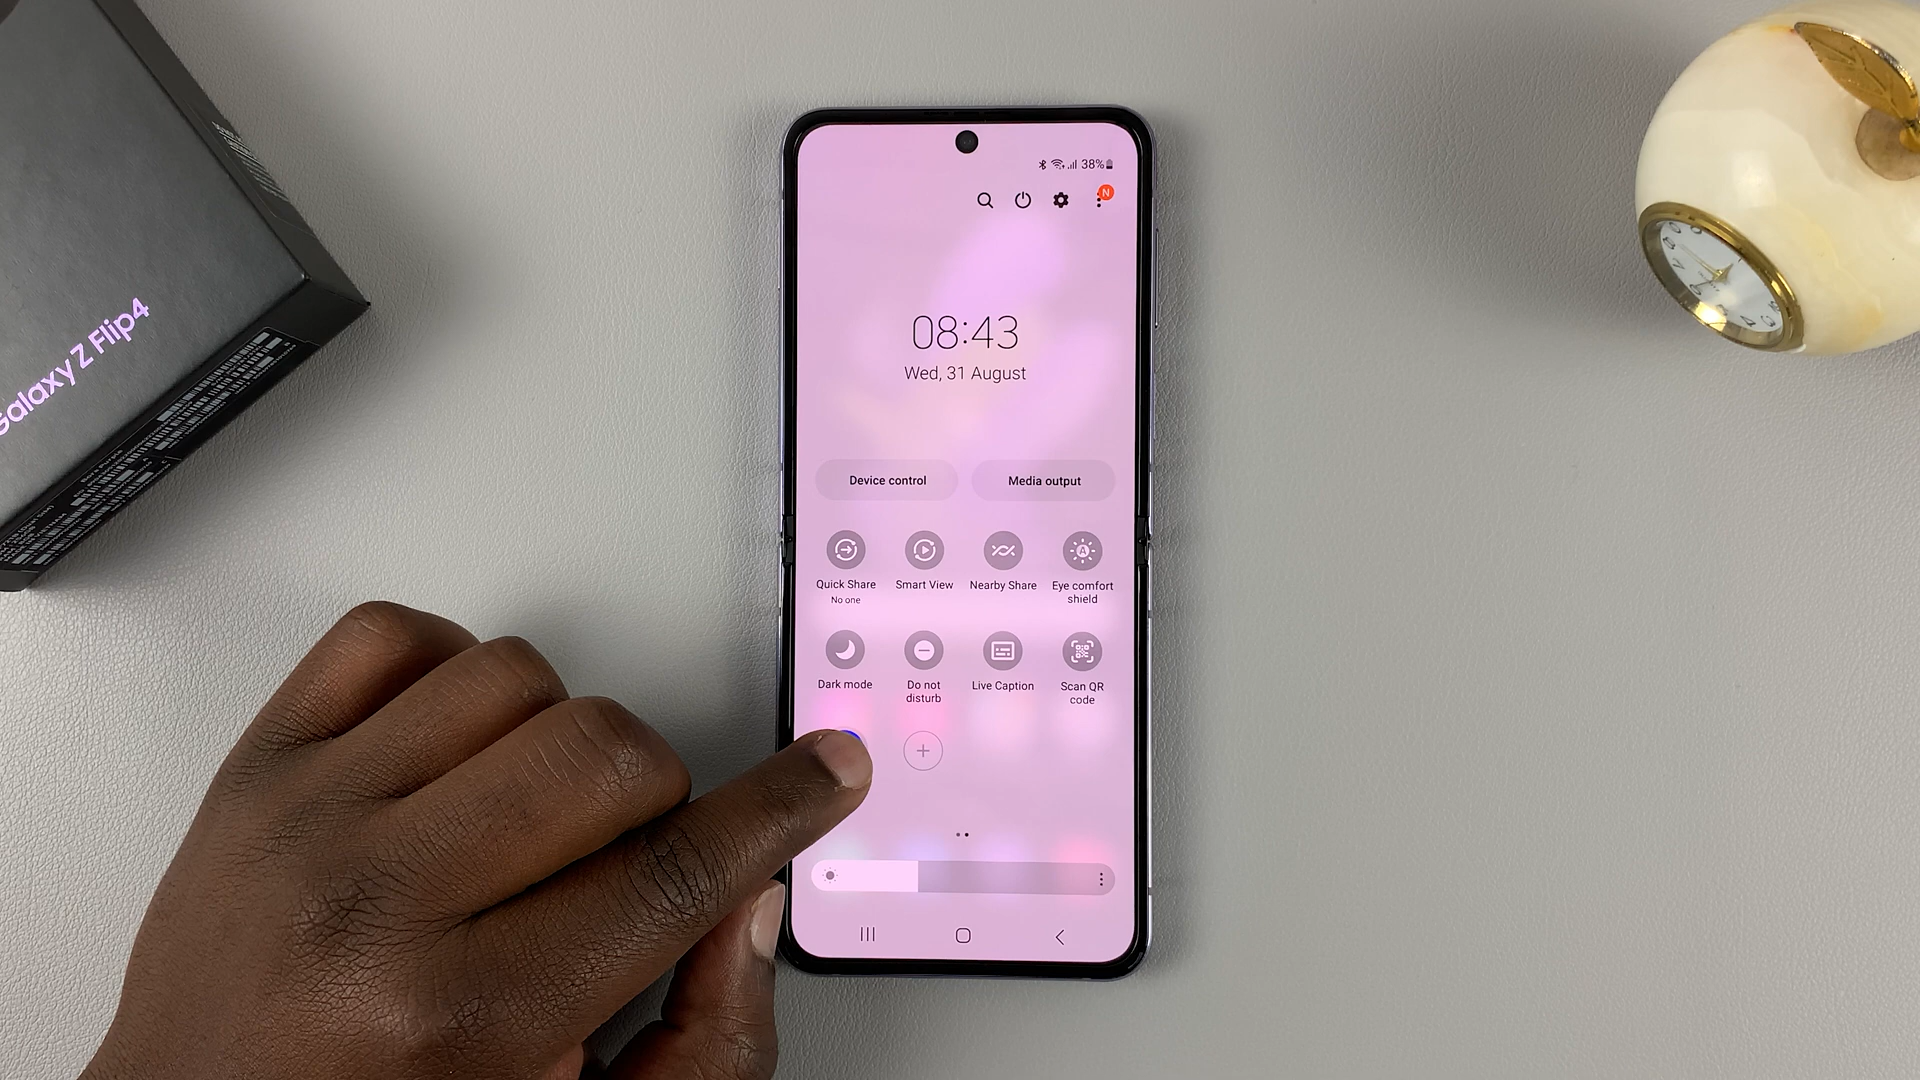 Galaxy Z Flip4
38%
N
08:43
Wed, 31 August
Device control
Media output
Quick Share
No one
Smart View
Nearby Share
Eye comfort
shield
Dark mode
Do not
disturb
Live Caption
Scan QR
code